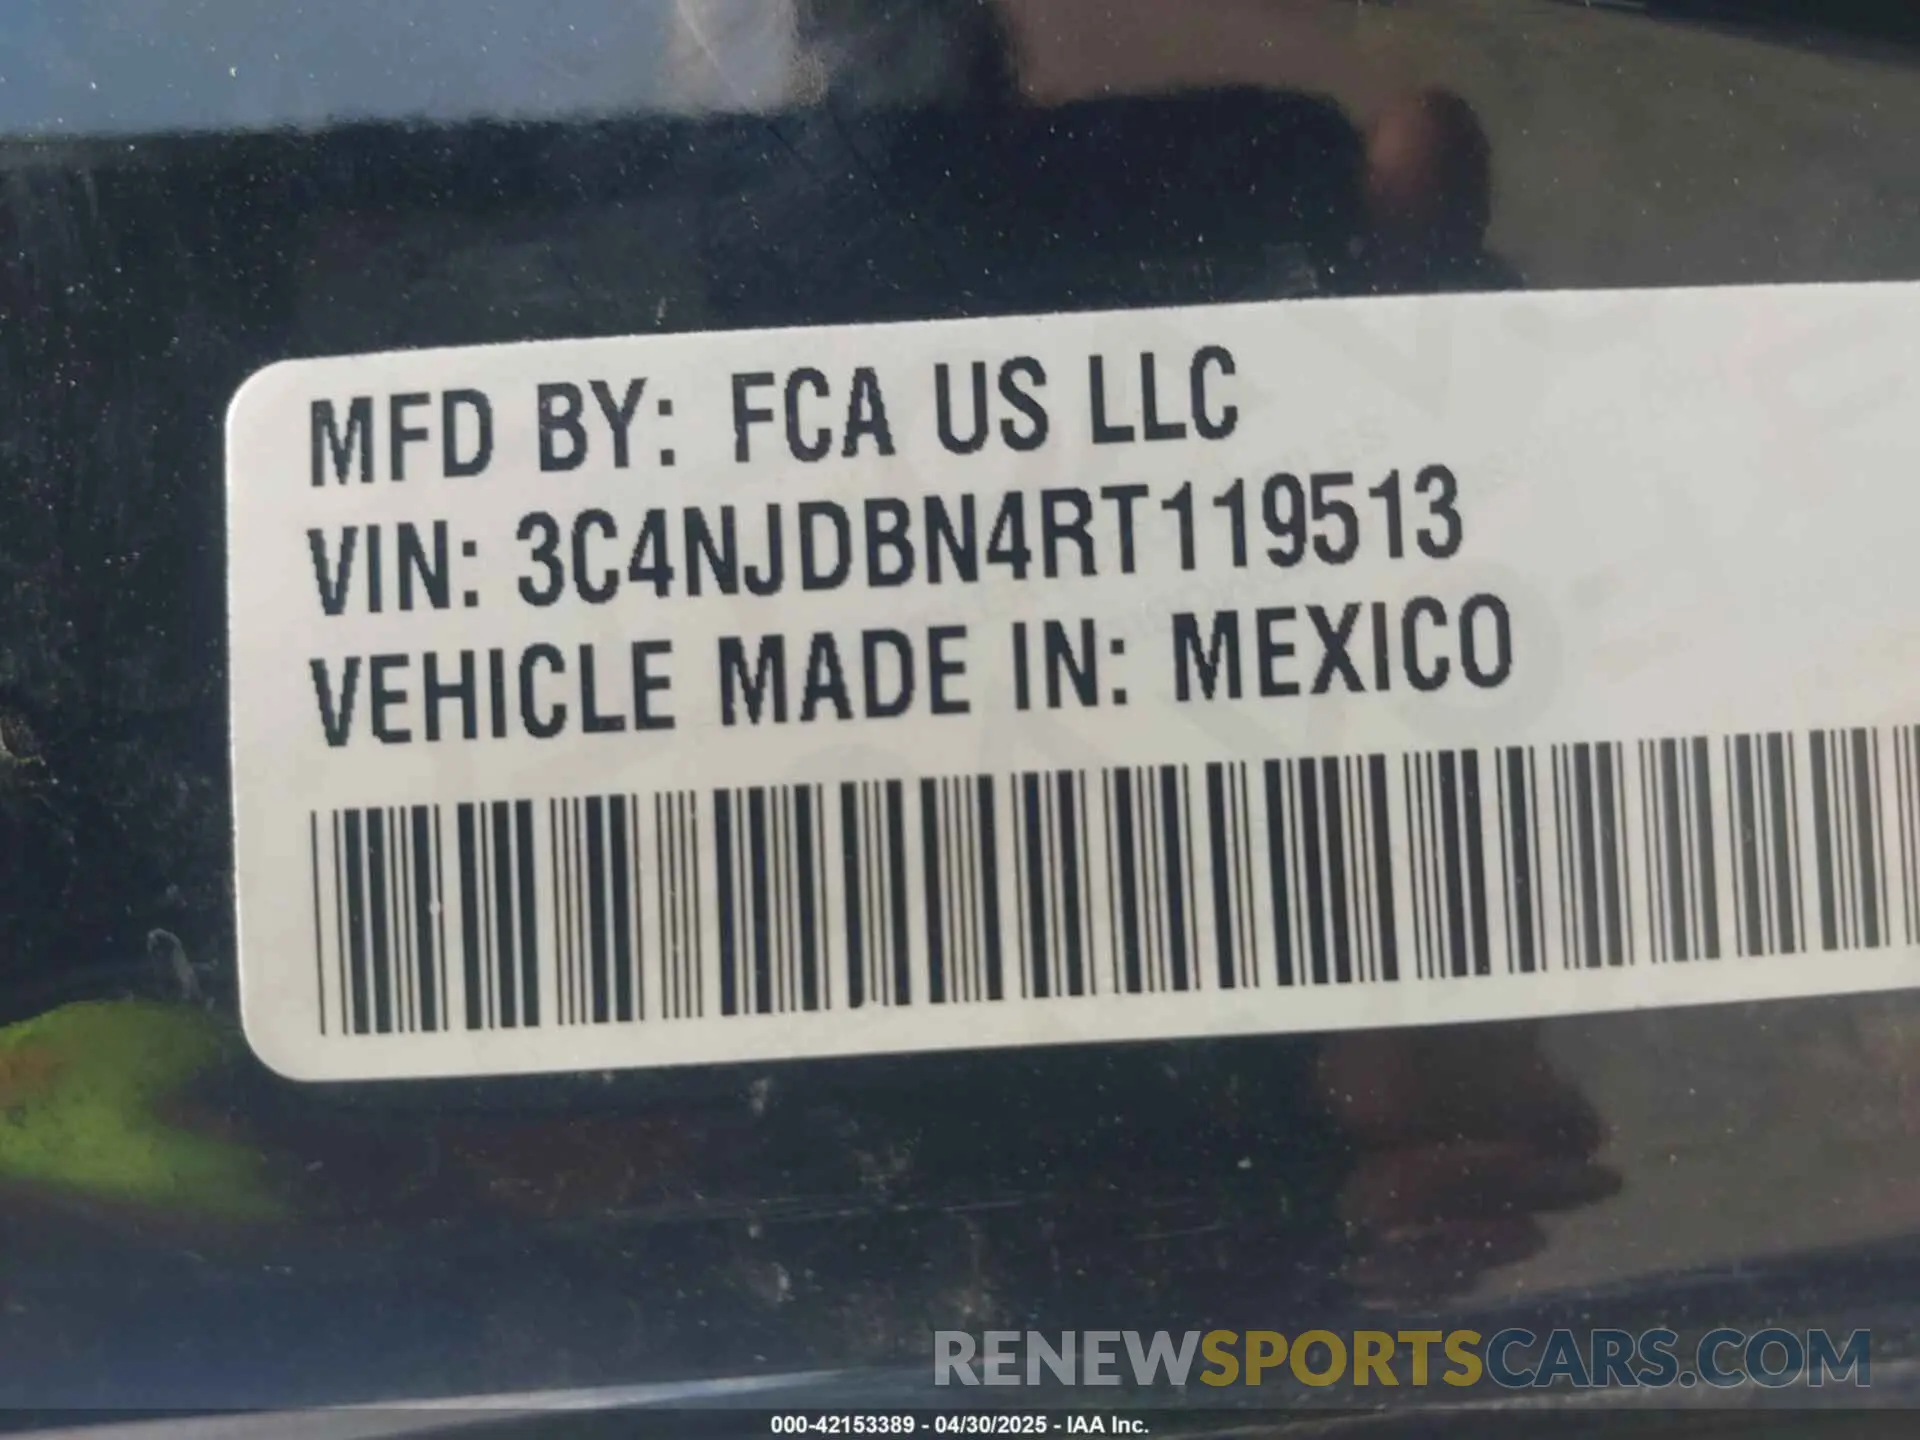 MFD BY: FCA US LLC
VIN: 3C4NJDBN4RT119513
VEHICLE MADE IN: MEXICO
RENEWSPORTSCARS.COM
000-42153389 - 04/30/2025 - IAA Inc.